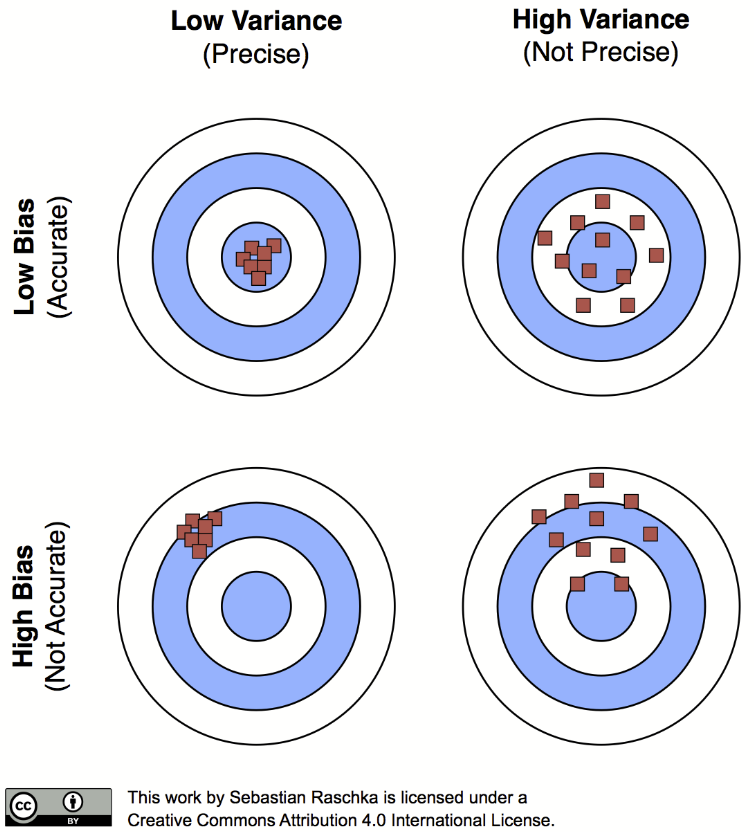 Low Variance
(Precise)
High Variance
(Not Precise)
Low Bias
(Accurate)
High Bias
(Not Accurate)
cc
BY
This work by Sebastian Raschka is licensed under a
Creative Commons Attribution 4.0 International License.